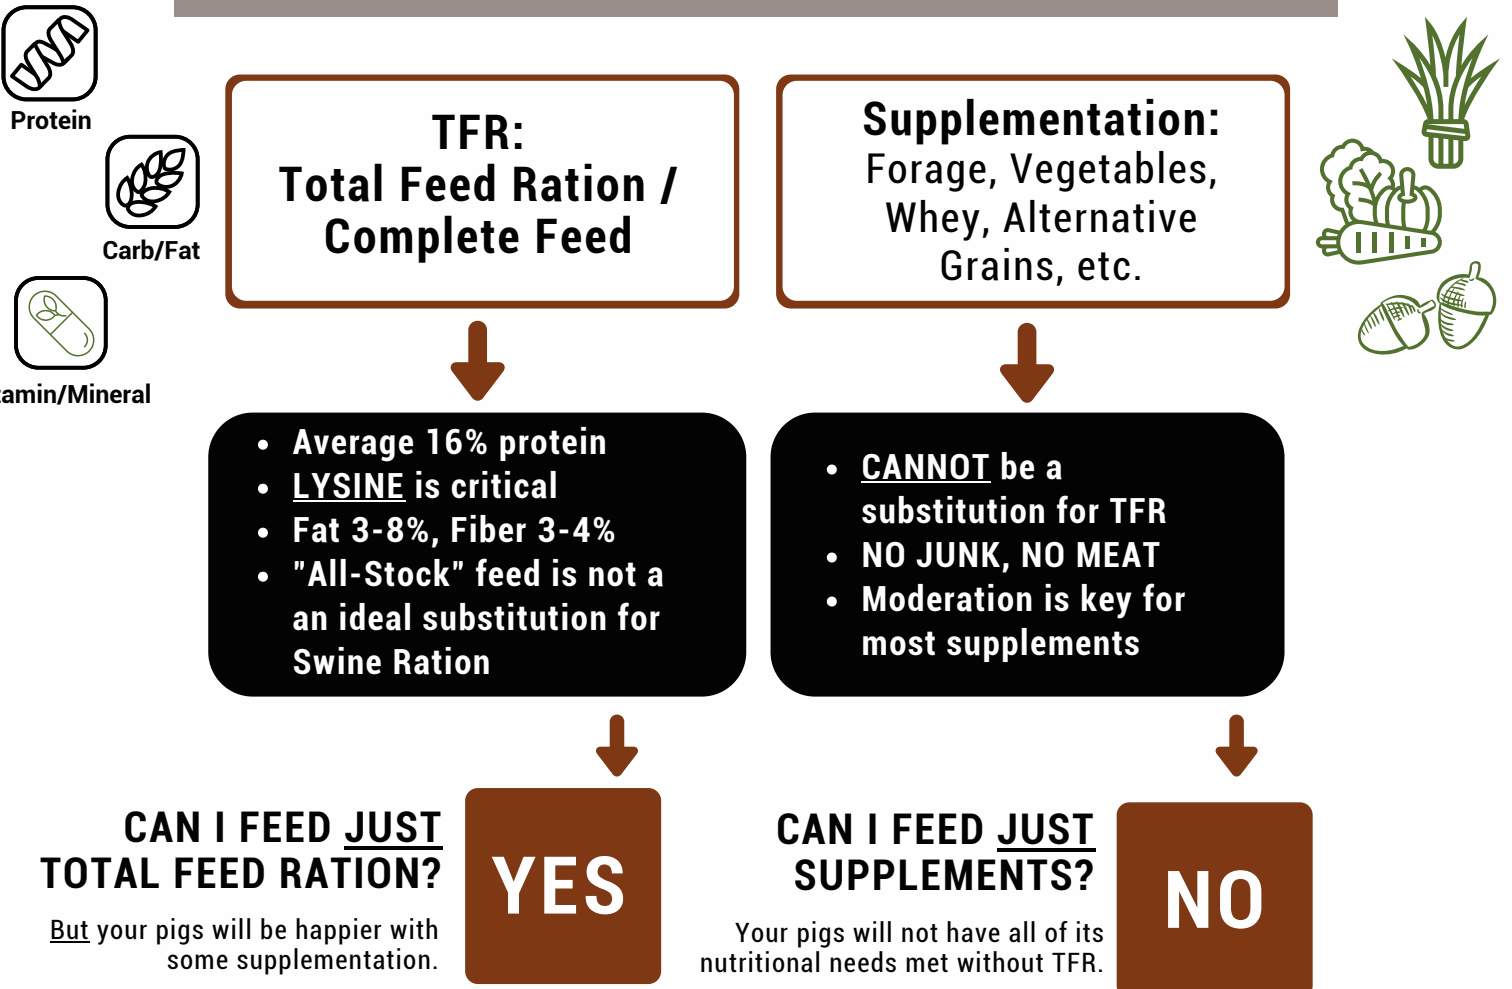 Protein
Carb/Fat
amin/Mineral
TFR:
Total Feed Ration /
Complete Feed
Supplementation:
Forage, Vegetables,
Whey, Alternative
Grains, etc.
• Average 16% protein
• LYSINE is critical
• Fat 3-8%, Fiber 3-4%
• "All-Stock" feed is not a
an ideal substitution for
Swine Ration
• CANNOT be a
substitution for TFR
• NO JUNK, NO MEAT
• Moderation is key for
most supplements
CAN I FEED JUST
TOTAL FEED RATION?
But your pigs will be happier with
some supplementation.
YES
CAN I FEED JUST
SUPPLEMENTS?
Your pigs will not have all of its
nutritional needs met without TFR.
NO